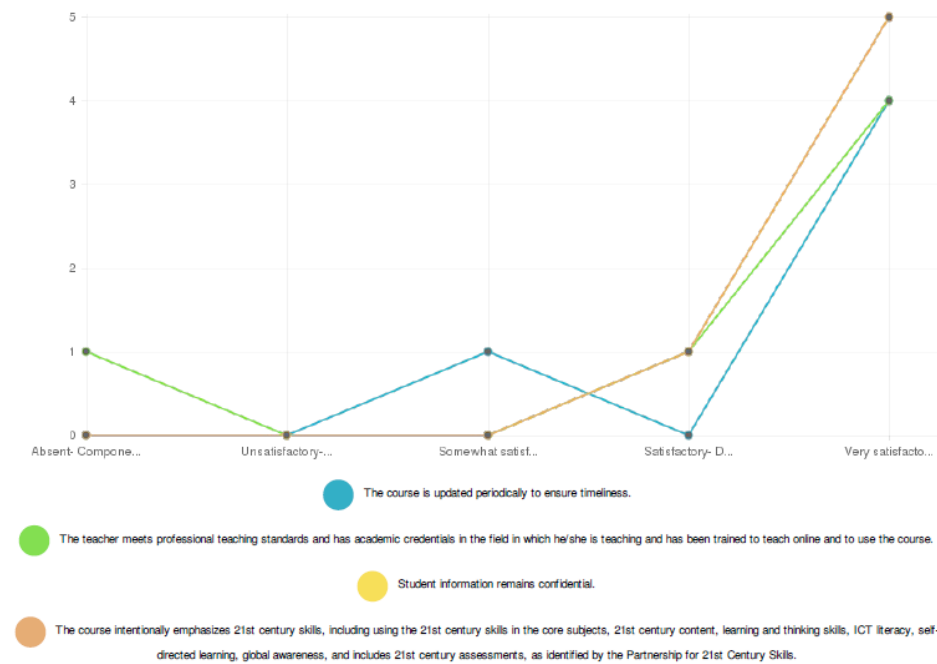 5
4
3
2
1
0
Absent- Compone...
Unsatisfactory-...
Somewhat satisf...
Satisfactory- D...
Very satisfacto...
The course is updated periodically to ensure timeliness.
The teacher meets professional teaching standards and has academic credentials in the field in which he/she is teaching and has been trained to teach online and to use the course.
Student information remains confidential.
The course intentionally emphasizes 21st century skills, including using the 21st century skills in the core subjects, 21st century content, learning and thinking skills, ICT literacy, self-
directed learning, global awareness, and includes 21st century assessments, as identified by the Partnership for 21st Century Skills.